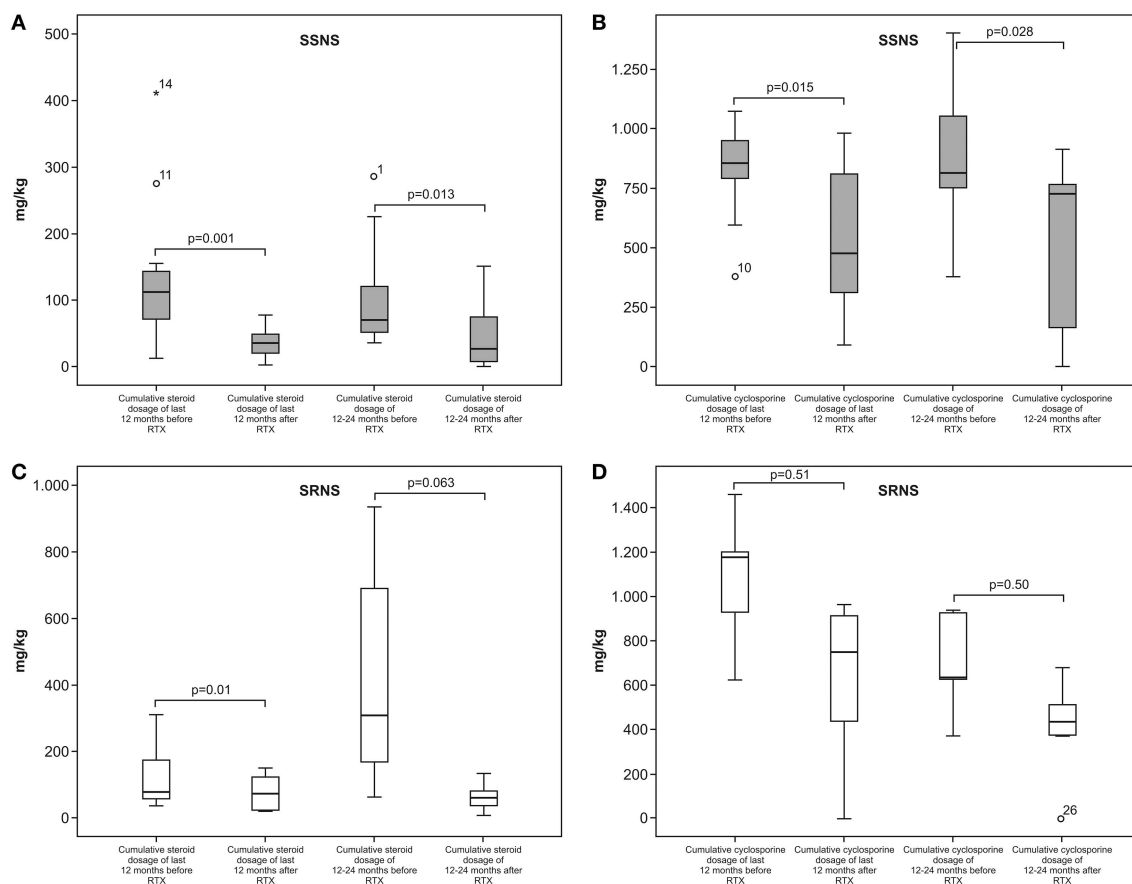 A
SSNS
500
400
300
200
100
0
mg/kg
*14
11
1
p=0.001
p=0.013
Cumulative steroid
dosage of last
12 months before
RTX
Cumulative steroid
dosage of last
12 months after
RTX
Cumulative steroid
dosage of
12-24 months before
RTX
Cumulative steroid
dosage of
12-24 months after
RTX
B
SSNS
1.250
1.000
750
500
250
0
mg/kg
p=0.015
p=0.028
10
Cumulative cyclosporine
dosage of last
12 months before
RTX
Cumulative cyclosporine
dosage of last
12 months after
RTX
Cumulative cyclosporine
dosage of
12-24 months before
RTX
Cumulative cyclosporine
dosage of
12-24 months after
RTX
C
SRNS
1.000
800
600
400
200
0
mg/kg
p=0.01
p=0.063
Cumulative steroid
dosage of last
12 months before
RTX
Cumulative steroid
dosage of last
12 months after
RTX
Cumulative steroid
dosage of
12-24 months before
RTX
Cumulative steroid
dosage of
12-24 months after
RTX
D
SRNS
1.400
1.200
1.000
800
600
400
200
0
mg/kg
p=0.51
p=0.50
26
Cumulative cyclosporine
dosage of last
12 months before
RTX
Cumulative cyclosporine
dosage of last
12 months after
RTX
Cumulative cyclosporine
dosage of
12-24 months before
RTX
Cumulative cyclosporine
dosage of
12-24 months after
RTX